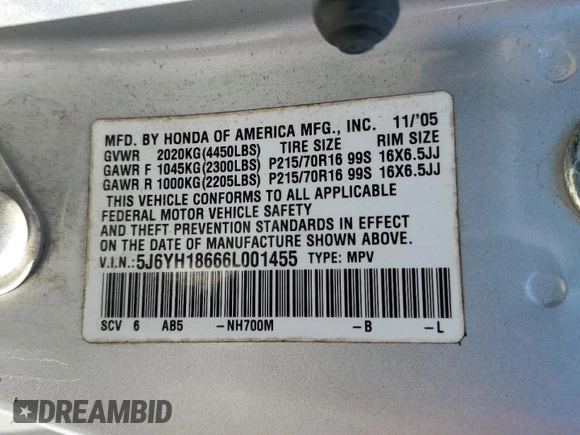 MFD. BY HONDA OF AMERICA MFG., INC. 11/'05
GVWR 2020KG(4450LBS) TIRE SIZE RIM SIZE
GAWR F 1045KG(2300LBS) P215/70R16 99S 16X6.5JJ
GAWR R 1000KG(2205LBS) P215/70R16 99S 16X6.5JJ
THIS VEHICLE CONFORMS TO ALL APPLICABLE
FEDERAL MOTOR VEHICLE SAFETY
AND THEFT PREVENTION STANDARDS IN EFFECT
ON THE DATE OF MANUFACTURE SHOWN ABOVE.
V.I.N.: 5J6YH18666L001455 TYPE: MPV
SCV 6 AB5 -NH700M -B -L
DREAMBID